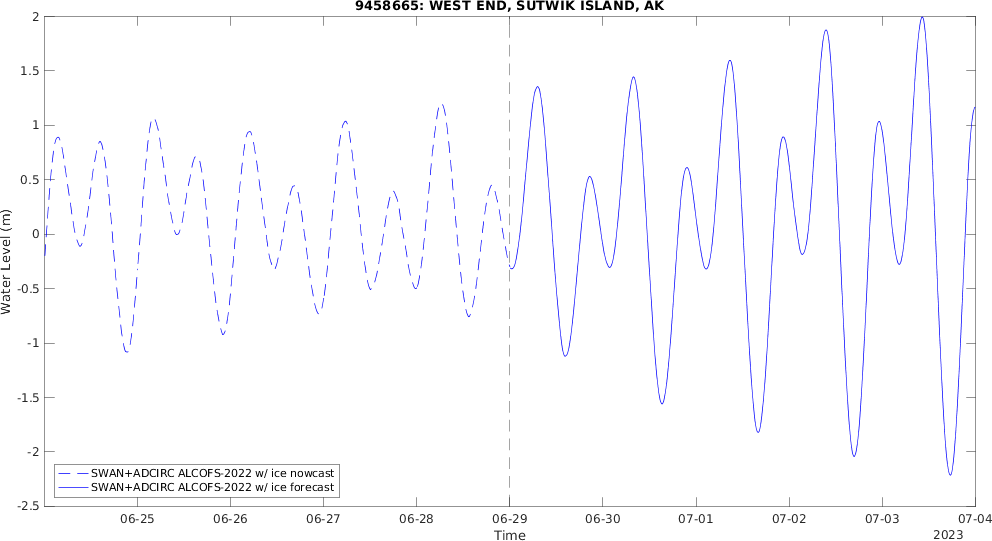 9458665: WEST END, SUTWIK ISLAND, AK
Water Level (m)
2
1.5
1
0.5
0
-0.5
-1
-1.5
-2
-2.5
SWAN+ADCIRC ALCOFS-2022 w/ ice nowcast
SWAN+ADCIRC ALCOFS-2022 w/ ice forecast
06-25 06-26 06-27 06-28 06-29 06-30 07-01 07-02 07-03 07-04
Time
2023